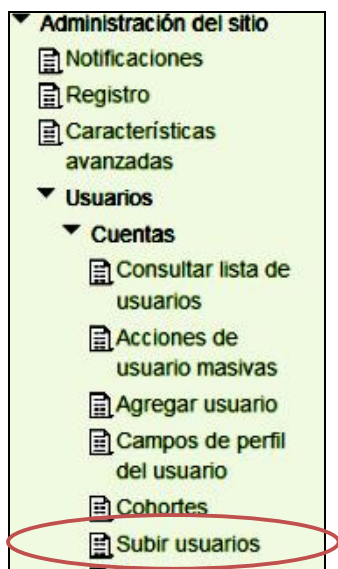 Administración del sitio
Notificaciones
Registro
Características
avanzadas
Usuarios
Cuentas
Consultar lista de
usuarios
Acciones de
usuario masivas
Agregar usuario
Campos de perfil
del usuario
Cohortes
Subir usuarios